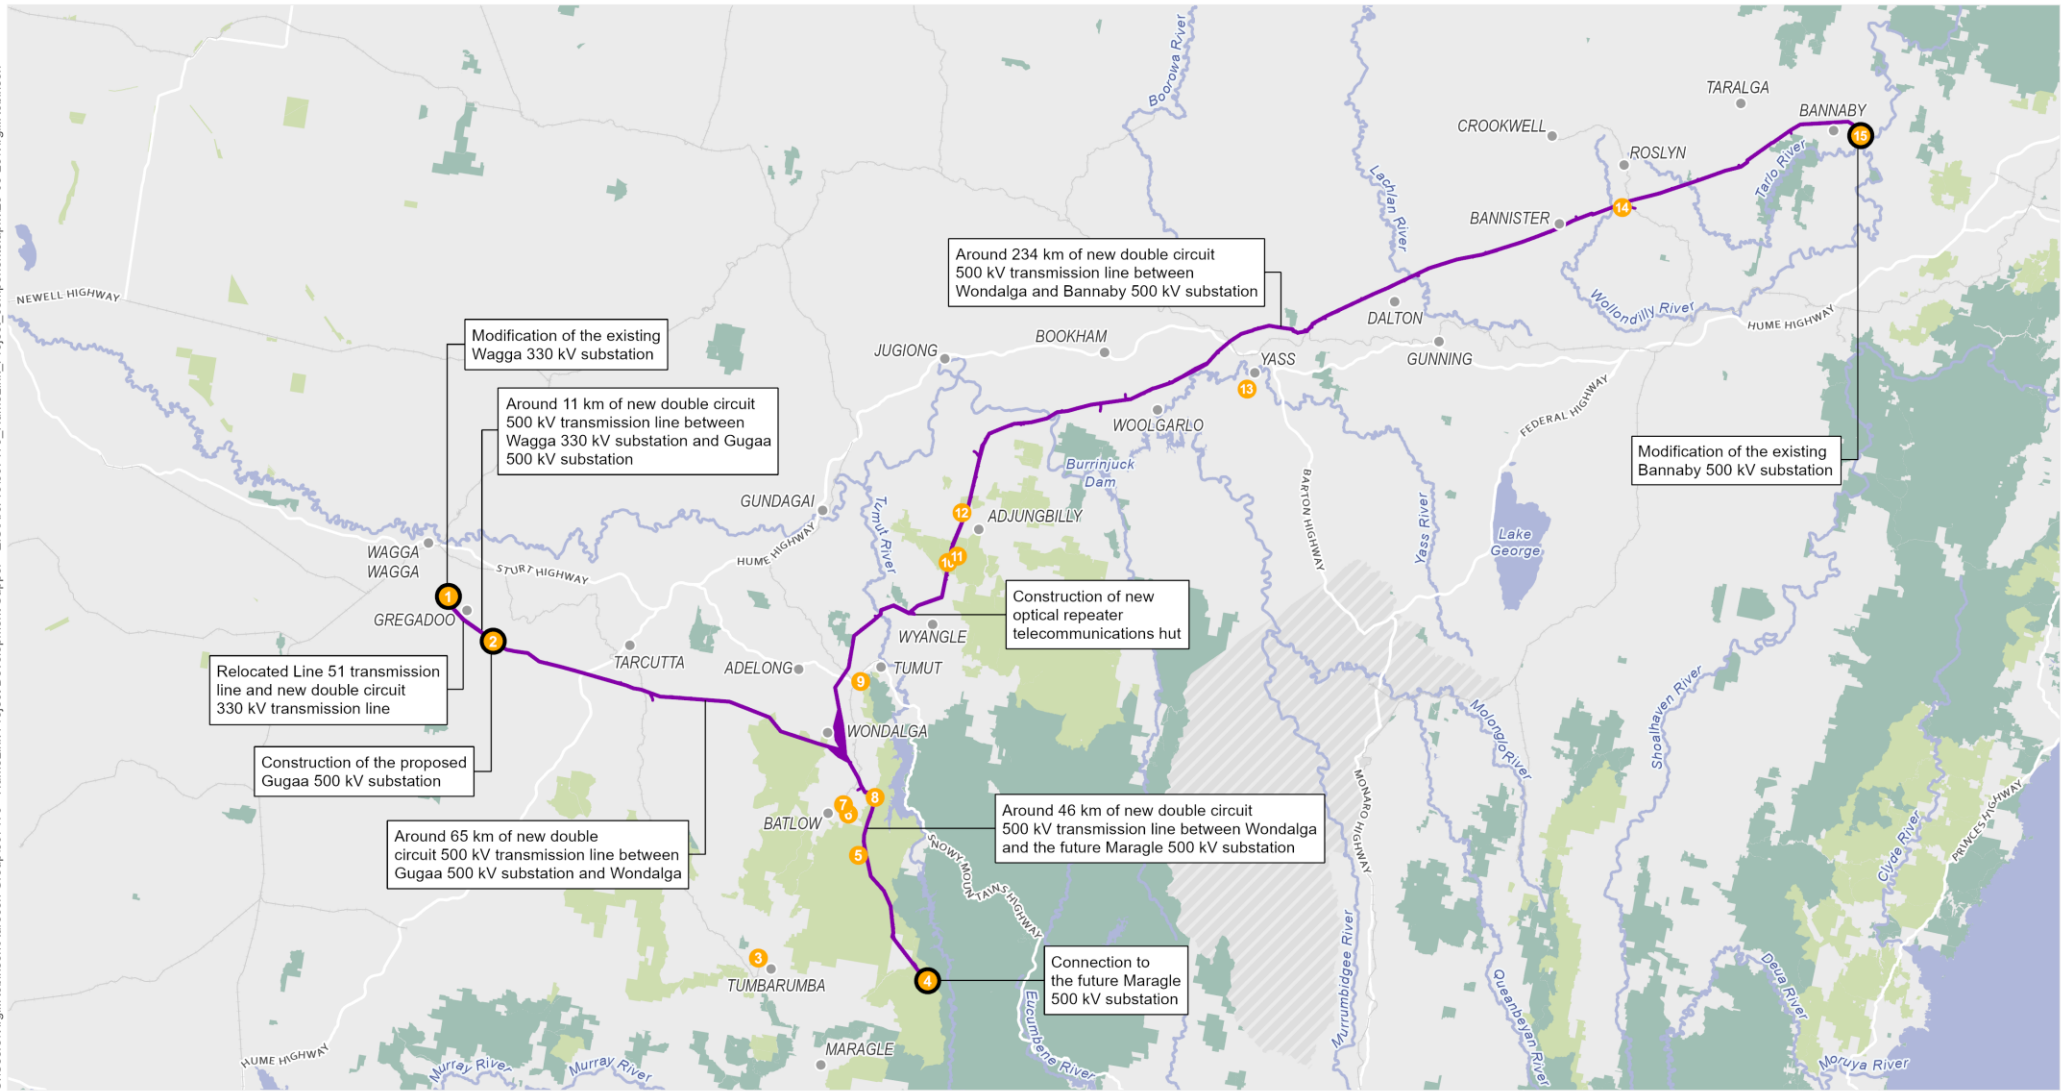 Boorowa River
TARALGA
BANNABY
CROOKWELL
15
ROSLYN
Tarlo River
Lachlan River
14
BANNISTER
Around 234 km of new double circuit
500 kV transmission line between
Wondalga and Bannaby 500 kV substation
NEWELL HIGHWAY
Wollondilly River
DALTON
HUME HIGHWAY
Modification of the existing
Wagga 330 kV substation
JUGIONG
BOOKHAM
YASS
GUNNING
13
Around 11 km of new double circuit
500 kV transmission line between
Wagga 330 kV substation and Gugaa
500 kV substation
FEDERAL HIGHWAY
WOOLGARLO
Modification of the existing
Bannaby 500 kV substation
Burrinjuck
Dam
BARTON HIGHWAY
GUNDAGAI
Tumut River
12
ADJUNGBILLY
Yass River
Lake
George
WAGGA
WAGGA
STURT HIGHWAY
HUME HIGHWAY
10
11
1
GREGADOO
Construction of new
optical repeater
telecommunications hut
2
TARCUTTA
WYANGLE
ADELONG
TUMUT
9
Relocated Line 51 transmission
line and new double circuit
330 kV transmission line
Molonglo River
Shoalhaven River
WONDALGA
Construction of the proposed
Gugaa 500 kV substation
MONARO HIGHWAY
7
8
6
BATLOW
Around 46 km of new double circuit
500 kV transmission line between Wondalga
and the future Maragle 500 kV substation
Around 65 km of new double
circuit 500 kV transmission line between
Gugaa 500 kV substation and Wondalga
5
SNOWY MOUNTAINS HIGHWAY
Clyde River
PRINCES HIGHWAY
3
TUMBARUMBA
4
Connection to
the future Maragle
500 kV substation
Murrumbidgee River
Queanbeyan River
Deua River
Eucumbene River
MARAGLE
HUME HIGHWAY
Murray River
Murray River
Moruya River